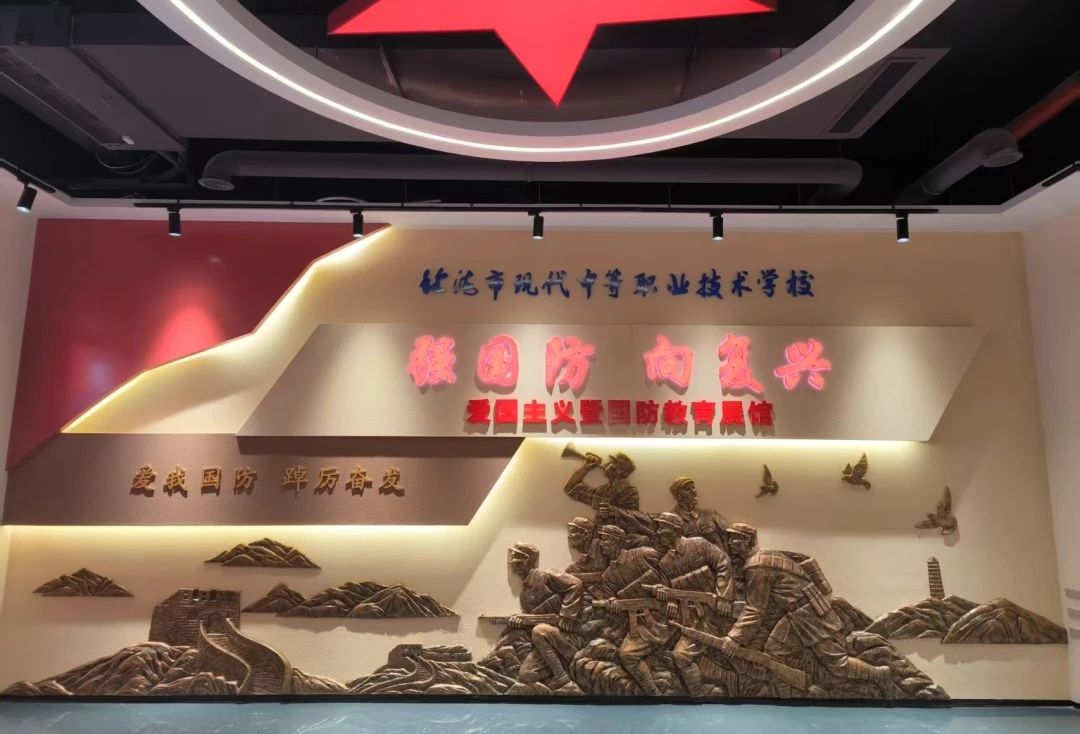 珠海市现代中等职业技术学校
强国防 向复兴
爱国主义暨国防教育展馆
爱我国防 踔厉奋发